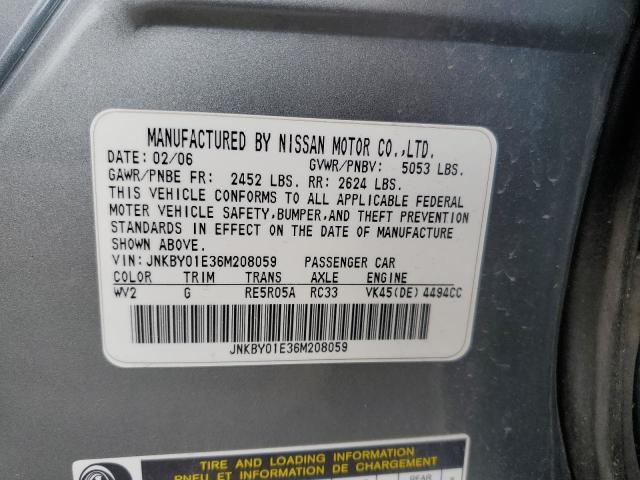 MANUFACTURED BY NISSAN MOTOR CO.,LTD.
DATE: 02/06 GVWR/PNBV: 5053 LBS.
GAWR/PNBE FR: 2452 LBS. RR: 2624 LBS.
THIS VEHICLE CONFORMS TO ALL APPLICABLE FEDERAL
MOTER VEHICLE SAFETY,BUMPER,AND THEFT PREVENTION
STANDARDS IN EFFECT ON THE DATE OF MANUFACTURE
SHOWN ABOVE.
VIN: JNKBY01E36M208059 PASSENGER CAR
COLOR TRIM TRANS AXLE ENGINE
WV2 G RE5R05A RC33 VK45(DE) 4494CC
JNKBY01E36M208059
TIRE AND LOADING INFORMATION
PNEU ET INFORMATION DE CHARGEMENT
REAR